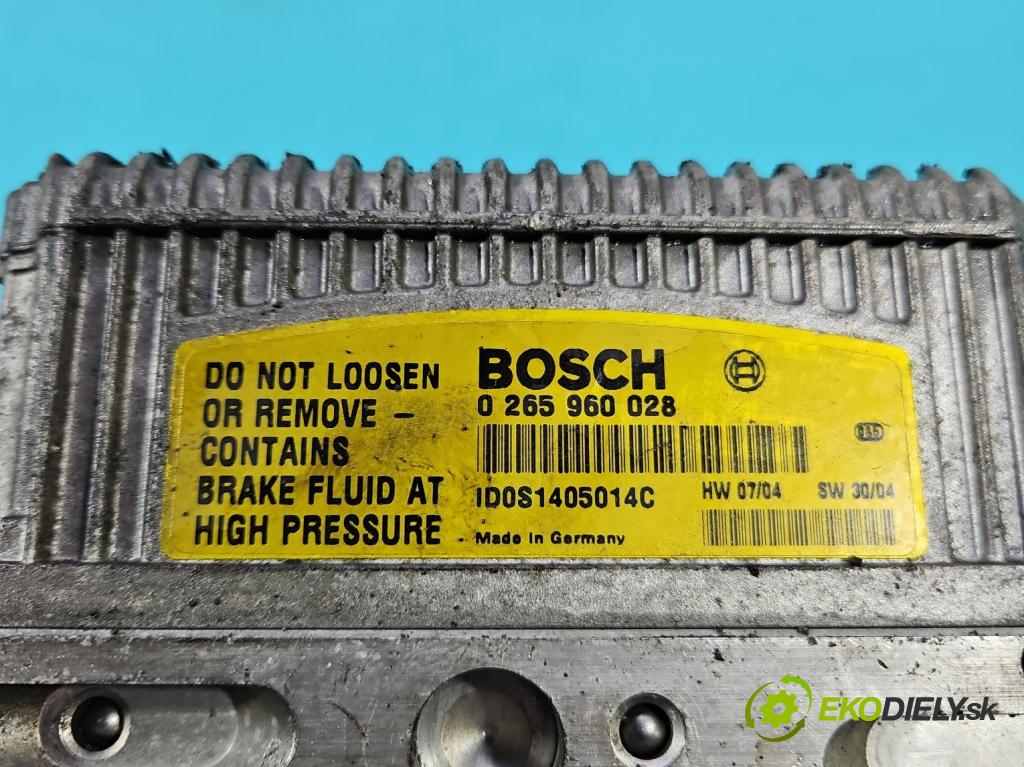 DO NOT LOOSEN
OR REMOVE -
CONTAINS
BRAKE FLUID AT
HIGH PRESSURE
BOSCH
0 265 960 028
ID0S1405014C
HW 07/04 SW 30/04
Made in Germany
EKODIELY.sk